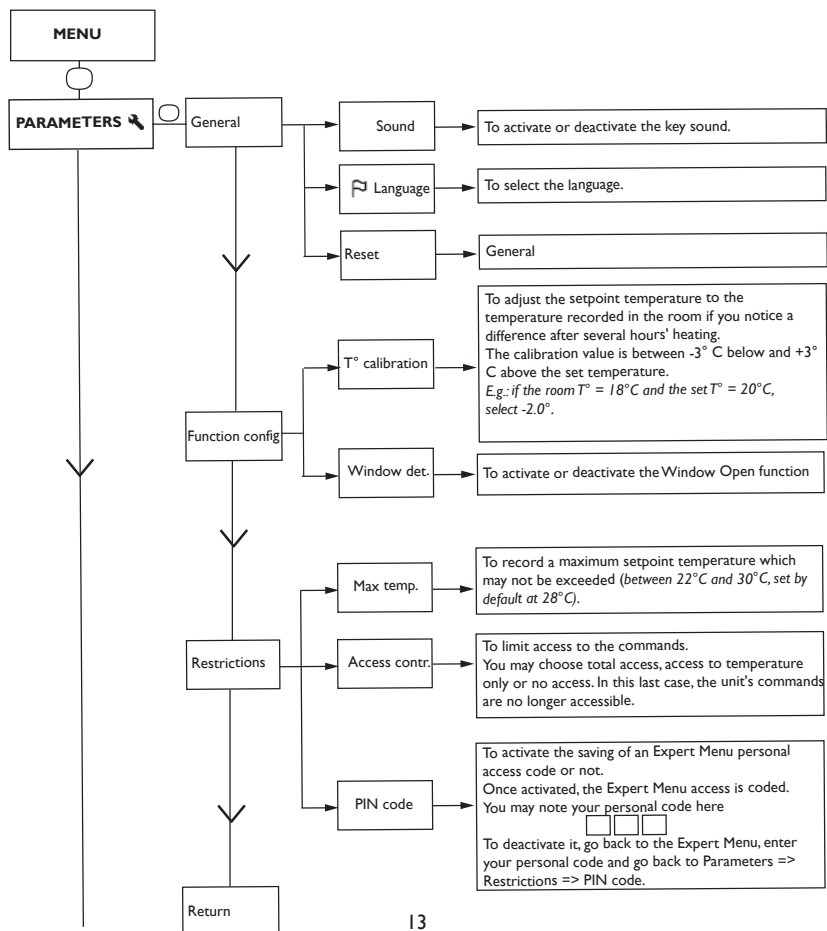 MENU
PARAMETERS
General
Sound
To activate or deactivate the key sound.
Language
To select the language.
Reset
General
Function config
T° calibration
To adjust the setpoint temperature to the
temperature recorded in the room if you notice a
difference after several hours' heating.
The calibration value is between -3° C below and +3°
C above the set temperature.
E.g.: if the room T° = 18°C and the set T° = 20°C,
select -2.0°.
Window det.
To activate or deactivate the Window Open function
Restrictions
Max temp.
To record a maximum setpoint temperature which
may not be exceeded (between 22°C and 30°C, set by
default at 28°C).
Access contr.
To limit access to the commands.
You may choose total access, access to temperature
only or no access. In this last case, the unit's commands
are no longer accessible.
PIN code
To activate the saving of an Expert Menu personal
access code or not.
Once activated, the Expert Menu access is coded.
You may note your personal code here
To deactivate it, go back to the Expert Menu, enter
your personal code and go back to Parameters =>
Restrictions => PIN code.
Return
13